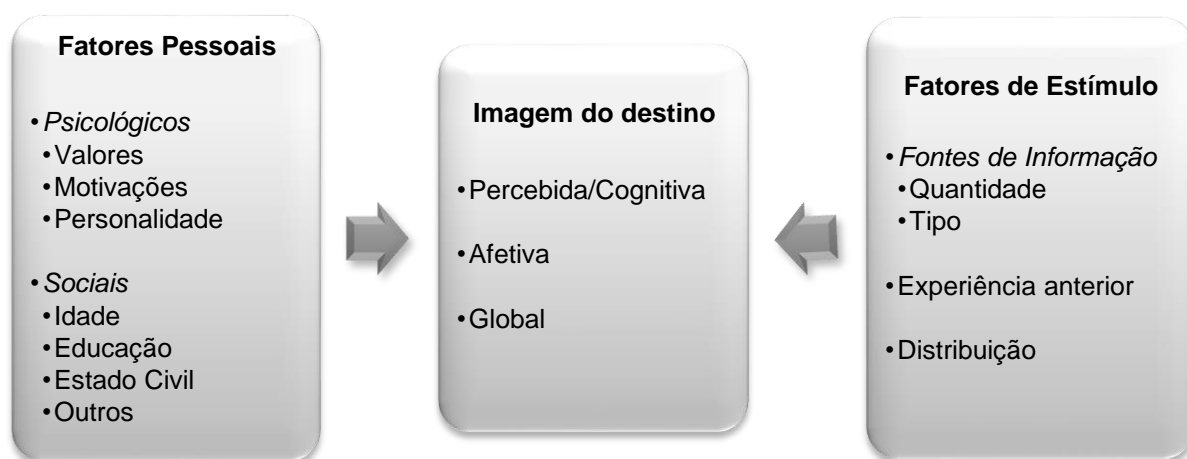 Fatores Pessoais
•Psicológicos
•Valores
•Motivações
•Personalidade
•Sociais
•Idade
•Educação
•Estado Civil
•Outros
Imagem do destino
•Percebida/Cognitiva
•Afetiva
•Global
Fatores de Estímulo
•Fontes de Informação
•Quantidade
•Tipo
•Experiência anterior
•Distribuição